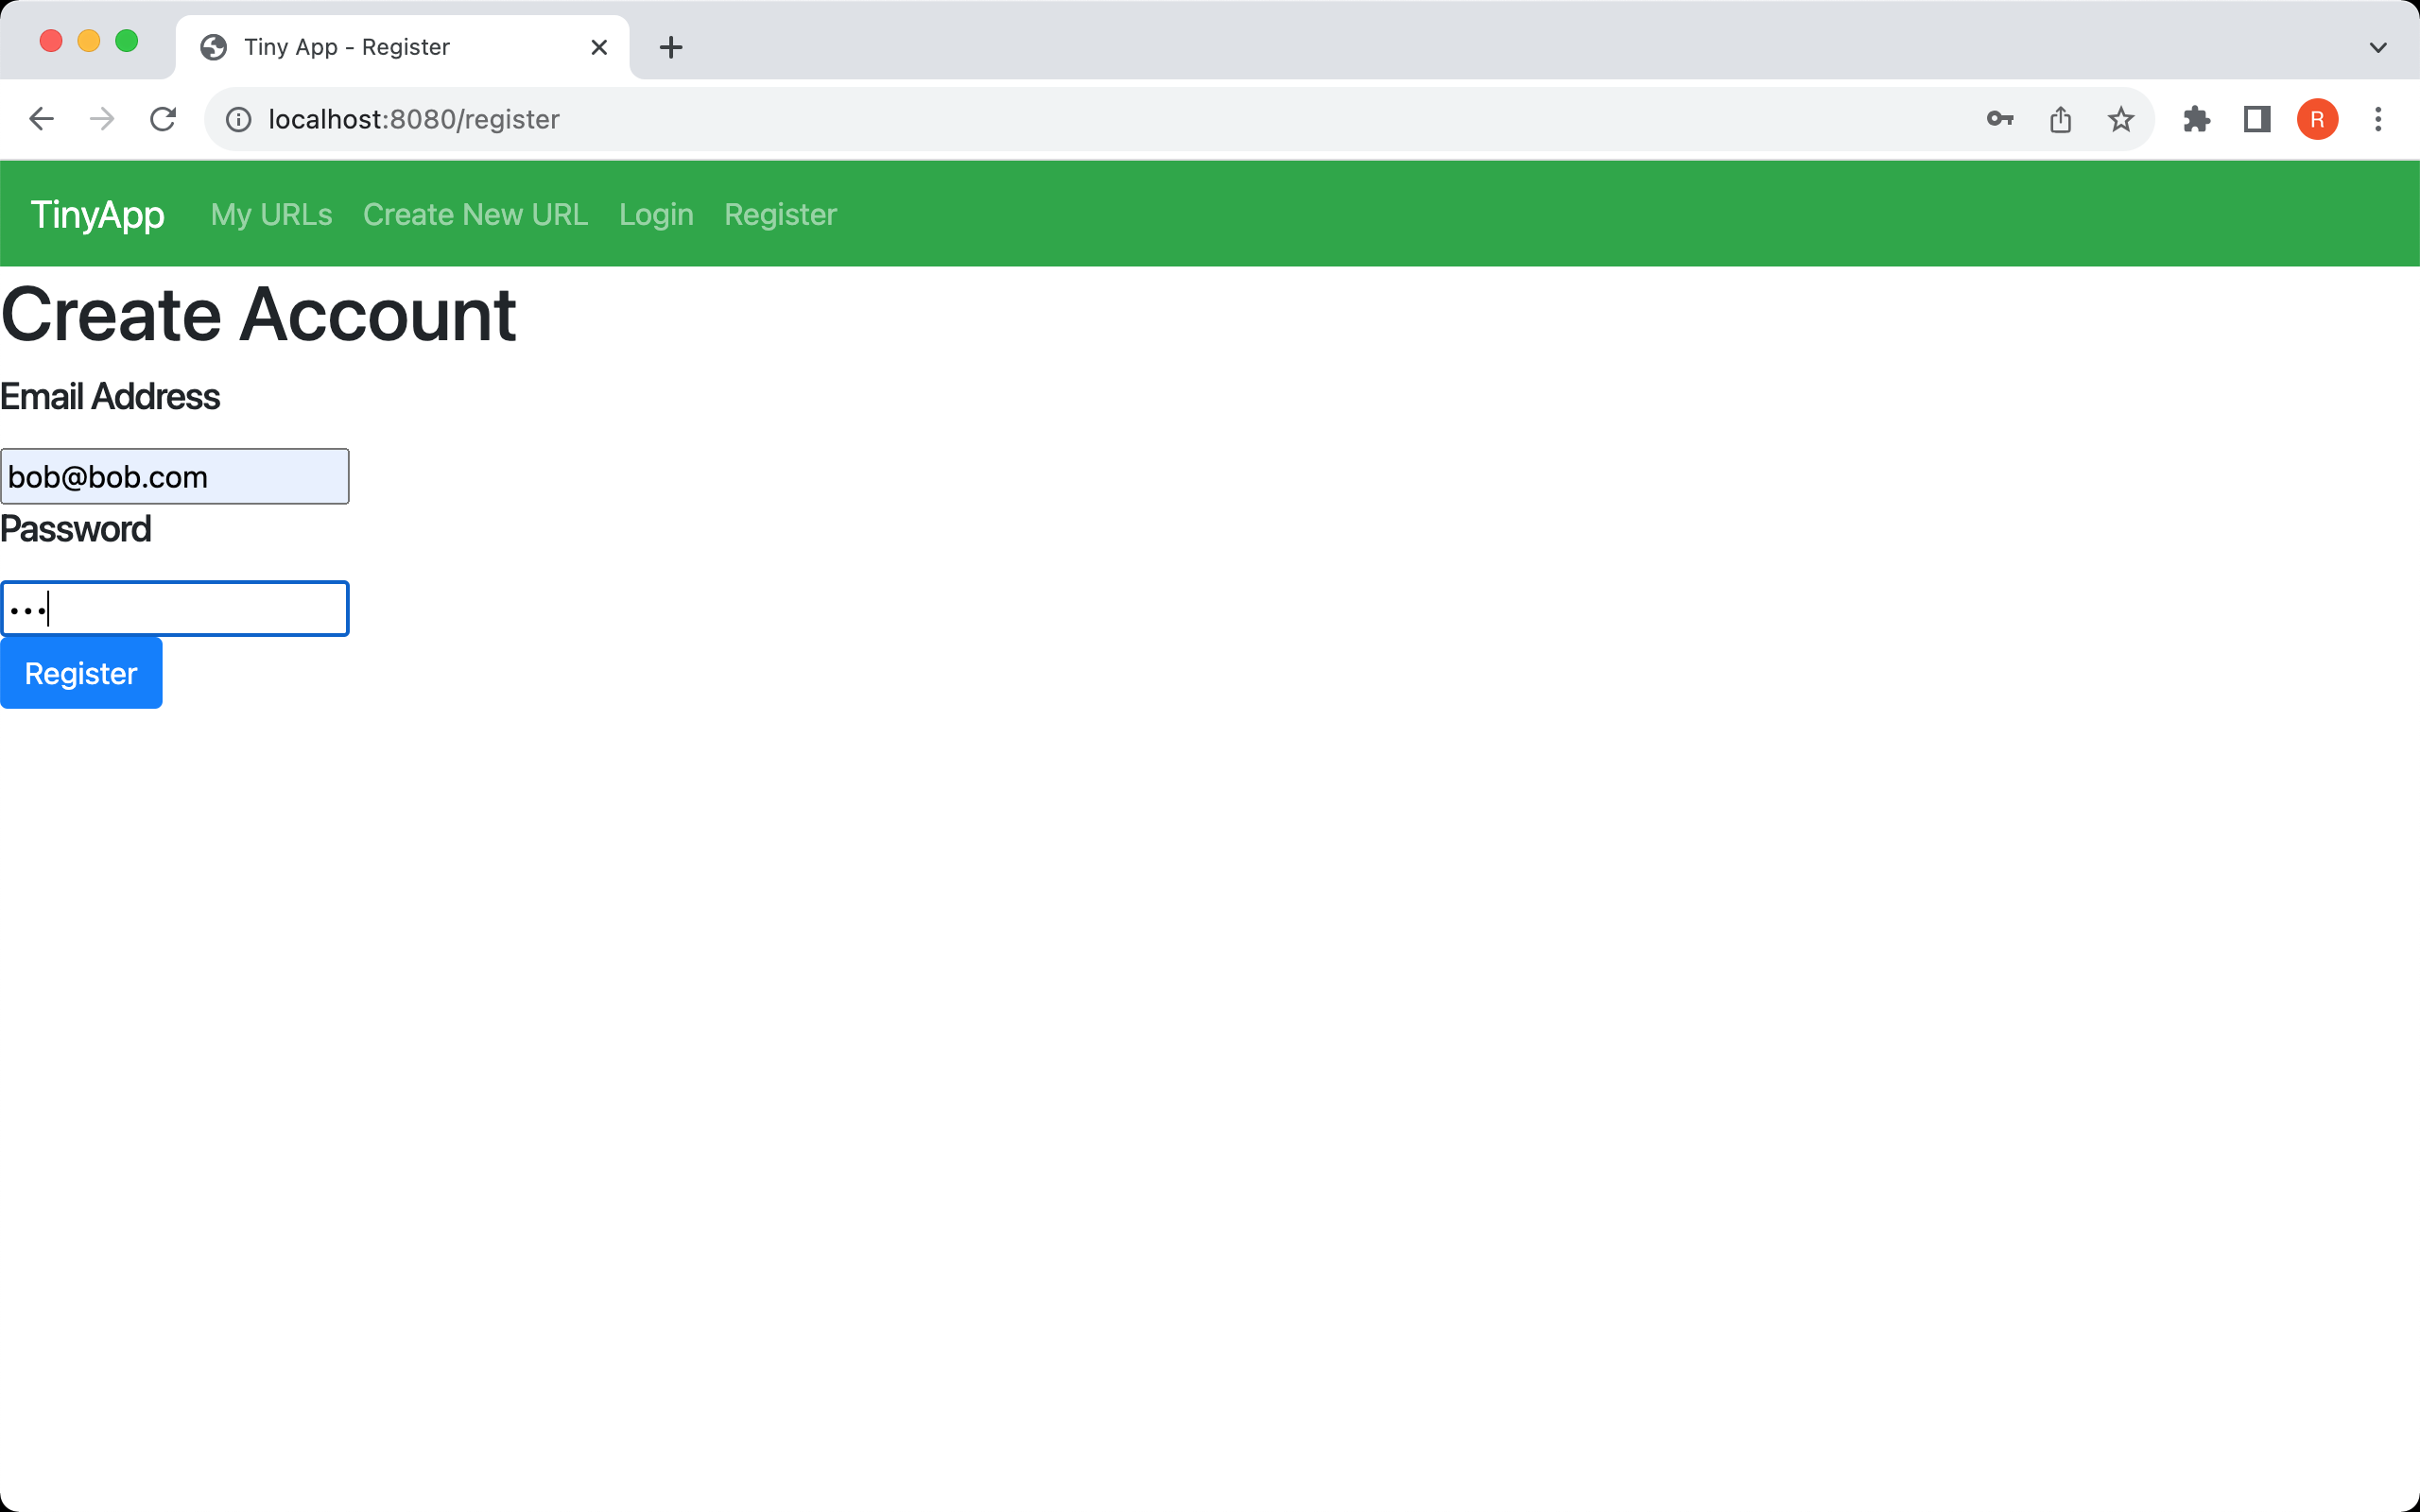 Tiny App - Register
localhost:8080/register
R
TinyApp My URLs Create New URL Login Register
Create Account
Email Address
bob@bob.com
Password
•••
Register